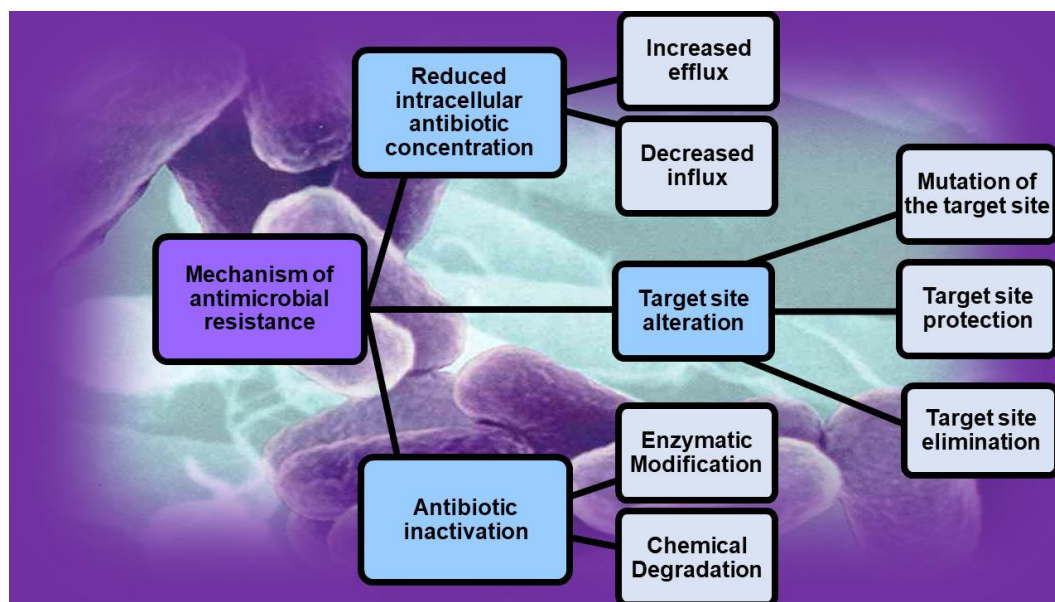 Reduced
intracellular
antibiotic
concentration
Increased
efflux
Decreased
influx
Mechanism of
antimicrobial
resistance
Target site
alteration
Mutation of
the target site
Target site
protection
Target site
elimination
Antibiotic
inactivation
Enzymatic
Modification
Chemical
Degradation